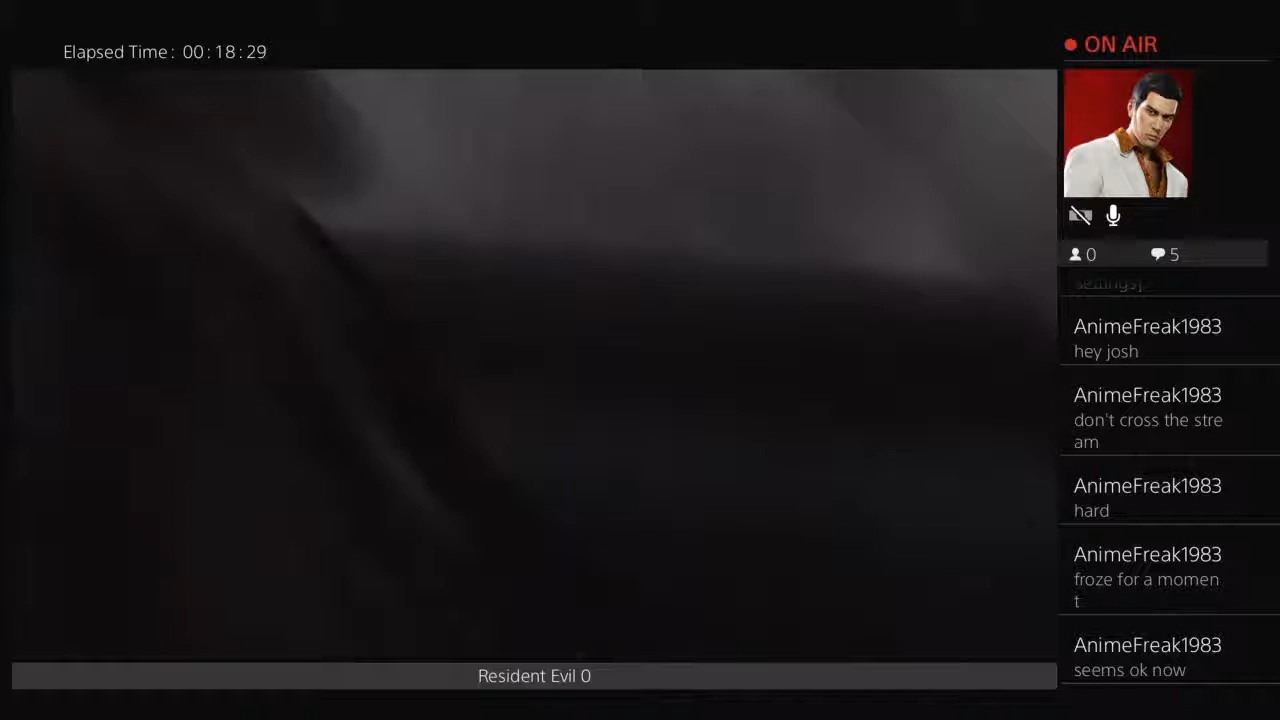 Elapsed Time: 00:18:29
ON AIR
0 5
settings).
AnimeFreak1983
hey josh
AnimeFreak1983
don't cross the stre
am
AnimeFreak1983
hard
AnimeFreak1983
froze for a momen
t
AnimeFreak1983
seems ok now
Resident Evil 0